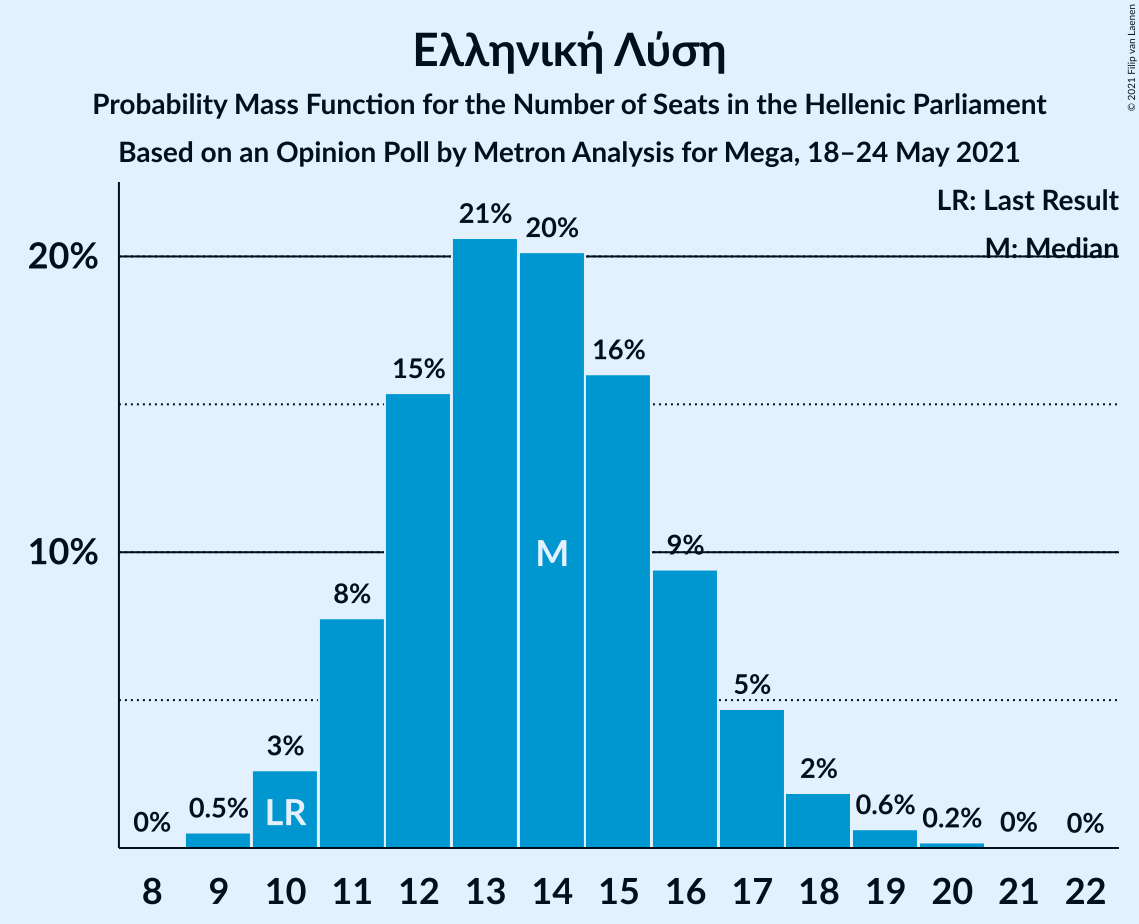 Ελληνική Λύση
Probability Mass Function for the Number of Seats in the Hellenic Parliament
Based on an Opinion Poll by Metron Analysis for Mega, 18–24 May 2021
© 2021 Filip van Laenen
LR: Last Result
M: Median
20%
10%
0%
0.5%
3%
8%
15%
21%
20%
16%
9%
5%
2%
0.6%
0.2%
0%
0%
LR
M
8 9 10 11 12 13 14 15 16 17 18 19 20 21 22